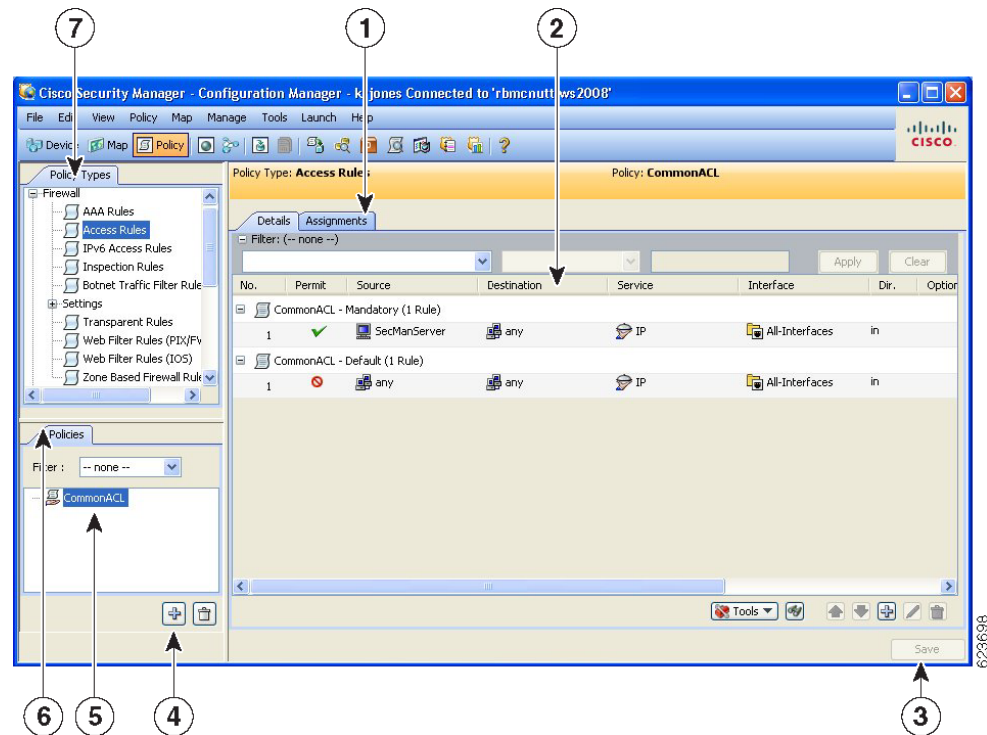 7
1
2
Cisco Security Manager - Configuration Manager - jones Connected to 'rbmcnutt ws2008'
File Edit View Policy Map Manage Tools Launch Help
Device Map Policy
CISCO
Policy Types
Firewall
AAA Rules
Access Rules
IPv6 Access Rules
Inspection Rules
Botnet Traffic Filter Rule
Settings
Transparent Rules
Web Filter Rules (PIX/FW
Web Filter Rules (IOS)
Zone Based Firewall Rule
Policy Type: Access Rules Policy: CommonACL
Details Assignments
Filter: (-- none --)
Apply Clear
No. Permit Source Destination Service Interface Dir. Option
CommonACL - Mandatory (1 Rule)
1 SecManServer any IP All-Interfaces in
CommonACL - Default (1 Rule)
1 any any IP All-Interfaces in
Policies
Filter : -- none --
CommonACL
Tools
Save
623698
6
5
4
3